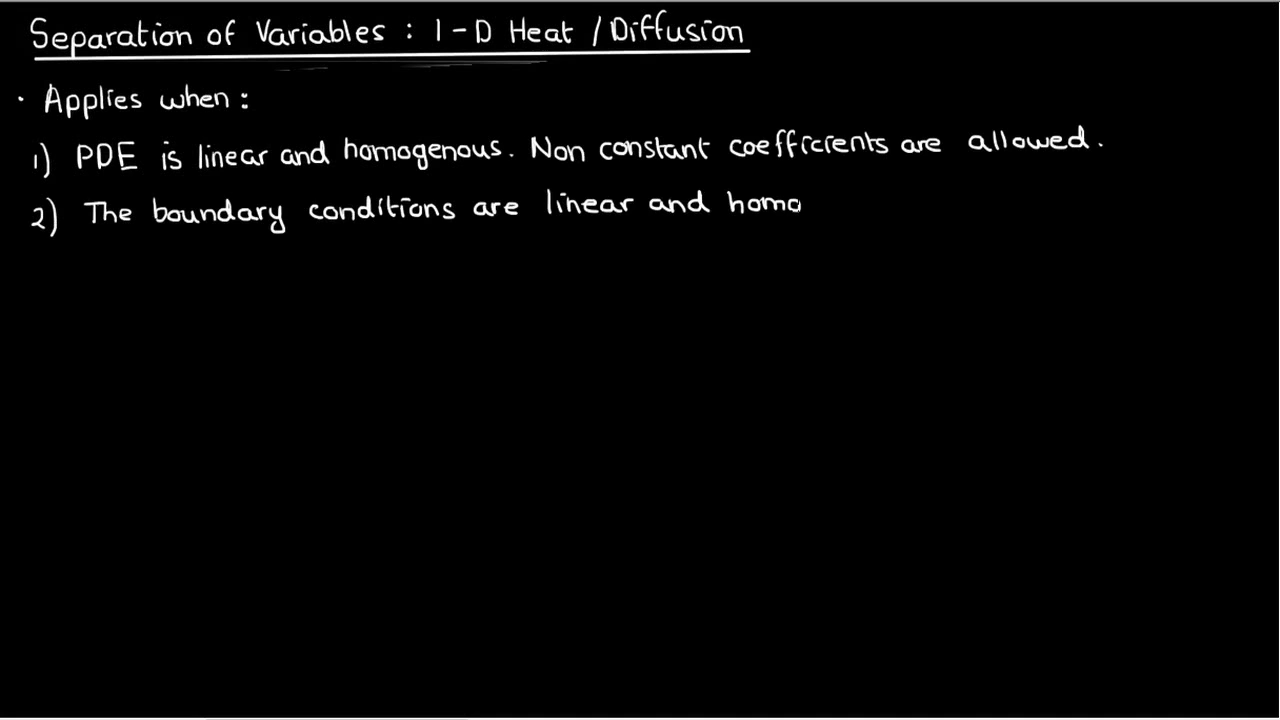 Separation of Variables : 1-D Heat / Diffusion
· Applies when :
1) PDE is linear and homogenous. Non constant coefficients are allowed.
2) The boundary conditions are linear and homo